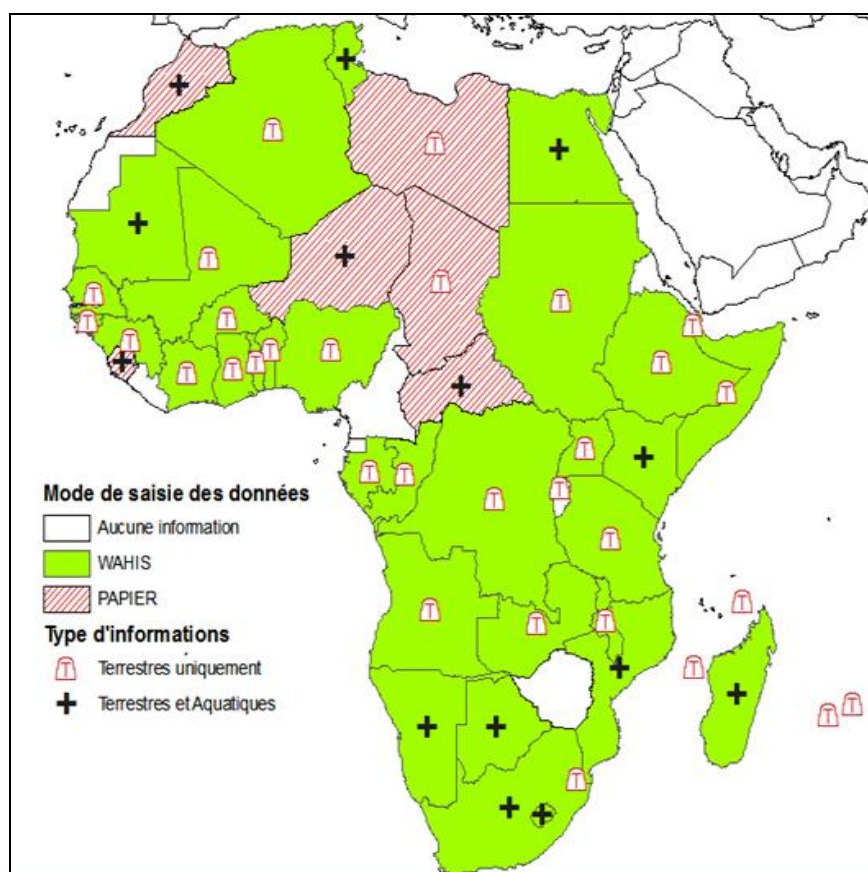 Mode de saisie des données
Aucune information
WAHIS
PAPIER
Type d'informations
T Terrestres uniquement
Terrestres et Aquatiques